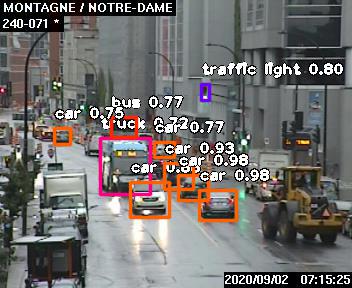 MONTAGNE / NOTRE-DAME
240-071 *
traffic light 0.80
bus 0.77
car 0.75
truck 0.72
car 0.77
car 0.93
car 0.98
car 0.98
2020/09/02 07:15:25